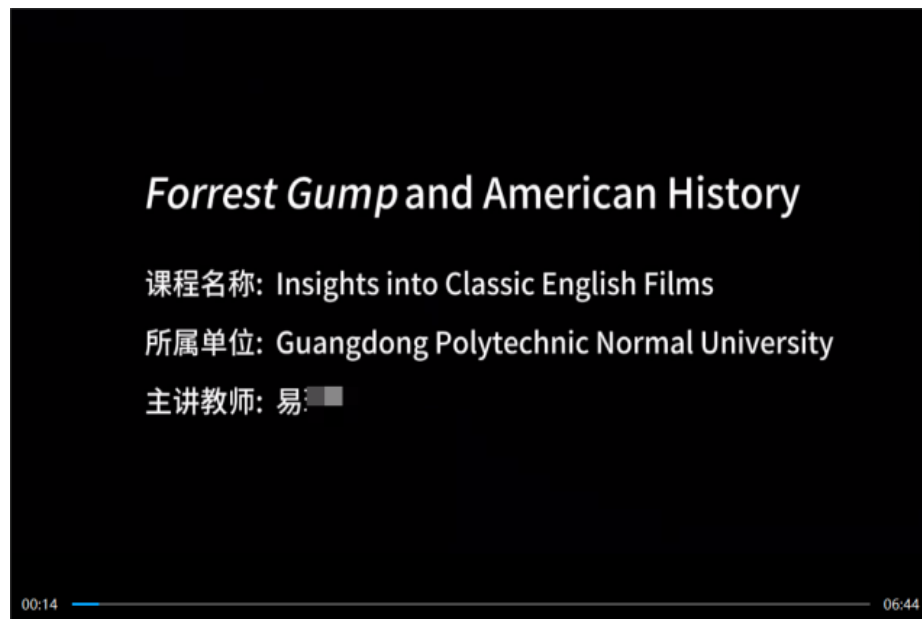 Forrest Gump and American History
课程名称: Insights into Classic English Films
所属单位: Guangdong Polytechnic Normal University
主讲教师: 易
00:14 06:44